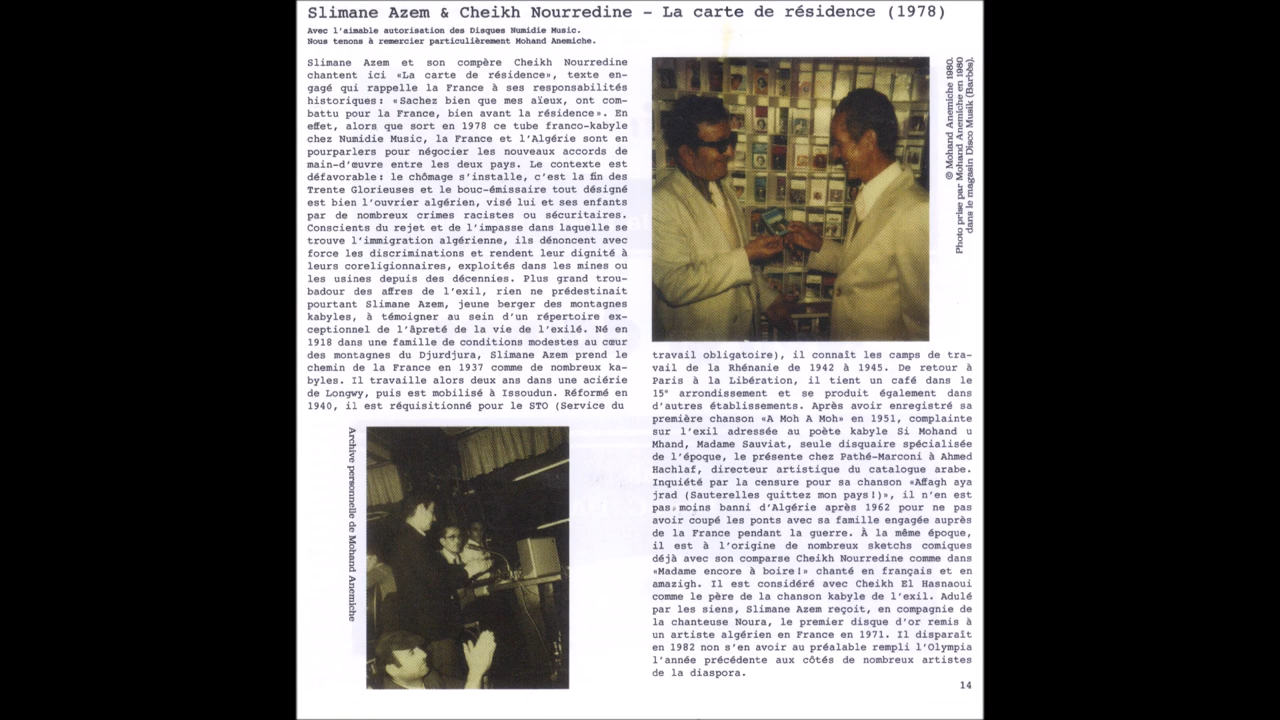 Slimane Azem & Cheikh Nourredine – La carte de résidence (1978)
Avec l'aimable autorisation des Disques Numidie Music.
Nous tenons à remercier particulièrement Mohand Anemiche.
Slimane Azem et son compère Cheikh Nourredine
chantent ici «La carte de résidence», texte en-
gagé qui rappelle la France à ses responsabilités
historiques: «Sachez bien que mes aïeux, ont com-
battu pour la France, bien avant la résidence». En
effet, alors que sort en 1978 ce tube franco-kabyle
chez Numidie Music, la France et l'Algérie sont en
pourparlers pour négocier les nouveaux accords de
main-d'œuvre entre les deux pays. Le contexte est
défavorable: le chômage s'installe, c'est la fin des
Trente Glorieuses et le bouc-émissaire tout désigné
est bien l'ouvrier algérien, visé lui et ses enfants
par de nombreux crimes racistes ou sécuritaires.
Conscients du rejet et de l'impasse dans laquelle se
trouve l'immigration algérienne, ils dénoncent avec
force les discriminations et rendent leur dignité à
leurs coreligionnaires, exploités dans les mines ou
les usines depuis des décennies. Plus grand trou-
badour des affres de l'exil, rien ne prédestinait
pourtant Slimane Azem, jeune berger des montagnes
kabyles, à témoigner au sein d'un répertoire ex-
ceptionnel de l'âpreté de la vie de l'exilé. Né en
1918 dans une famille de conditions modestes au cœur
des montagnes du Djurdjura, Slimane Azem prend le
chemin de la France en 1937 comme de nombreux ka-
byles. Il travaille alors deux ans dans une aciérie
de Longwy, puis est mobilisé à Issoudun. Réformé en
1940, il est réquisitionné pour le STO (Service du
Archive personnelle de Mohand Anemiche
© Mohand Anemiche 1980.
Photo prise par Mohand Anemiche en 1980
dans le magasin Disco Musik (Barbès).
travail obligatoire), il connaît les camps de tra-
vail de la Rhénanie de 1942 à 1945. De retour à
Paris à la Libération, il tient un café dans le
15e arrondissement et se produit également dans
d'autres établissements. Après avoir enregistré sa
première chanson «A Moh A Moh» en 1951, complainte
sur l'exil adressée au poète kabyle Si Mohand u
Mhand, Madame Sauviat, seule disquaire spécialisée
de l'époque, le présente chez Pathé-Marconi à Ahmed
Hachlaf, directeur artistique du catalogue arabe.
Inquiété par la censure pour sa chanson «Affagh aya
jrad (Sauterelles quittez mon pays!)», il n'en est
pas moins banni d'Algérie après 1962 pour ne pas
avoir coupé les ponts avec sa famille engagée auprès
de la France pendant la guerre. À la même époque,
il est à l'origine de nombreux sketchs comiques
déjà avec son comparse Cheikh Nourredine comme dans
«Madame encore à boire!» chanté en français et en
amazigh. Il est considéré avec Cheikh El Hasnaoui
comme le père de la chanson kabyle de l'exil. Adulé
par les siens, Slimane Azem reçoit, en compagnie de
la chanteuse Noura, le premier disque d'or remis à
un artiste algérien en France en 1971. Il disparaît
en 1982 non s'en avoir au préalable rempli l'Olympia
l'année précédente aux côtés de nombreux artistes
de la diaspora.
14